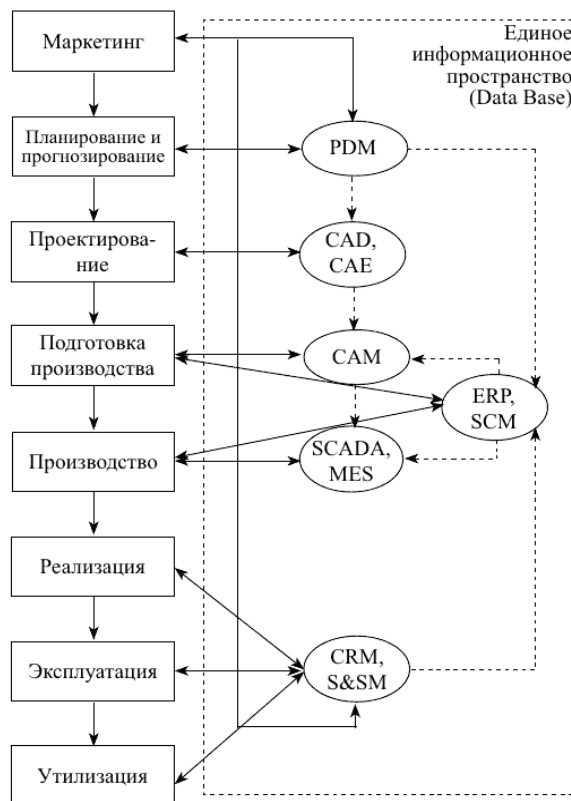 Маркетинг
Единое
информационное
пространство
(Data Base)
Планирование и
прогнозирование
PDM
Проектирова-
ние
CAD,
CAE
Подготовка
производства
CAM
ERP,
SCM
Производство
SCADA,
MES
Реализация
Эксплуатация
CRM,
S&SM
Утилизация